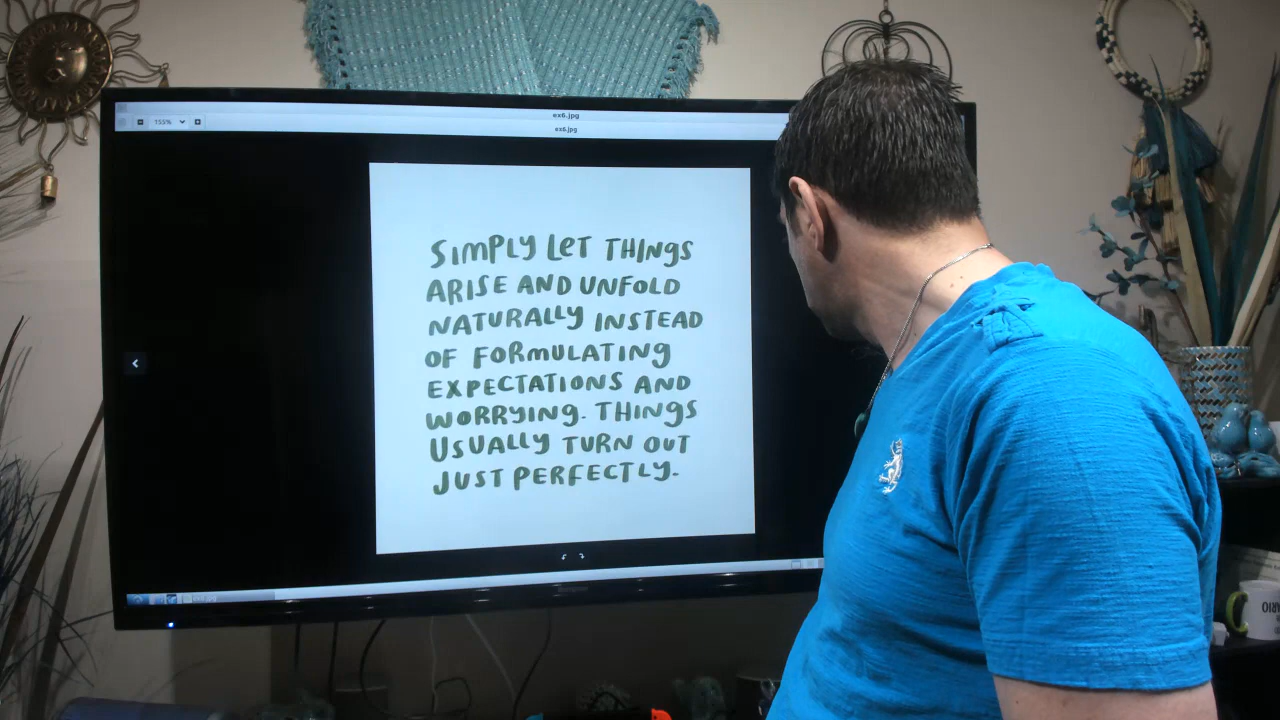 155%
ex6.jpg
ex6.jpg
SIMPLY LET THINGS
ARISE AND UNFOLD
NATURALLY INSTEAD
OF FORMULATING
EXPECTATIONS AND
WORRYING. THINGS
USUALLY TURN OUT
JUST PERFECTLY.